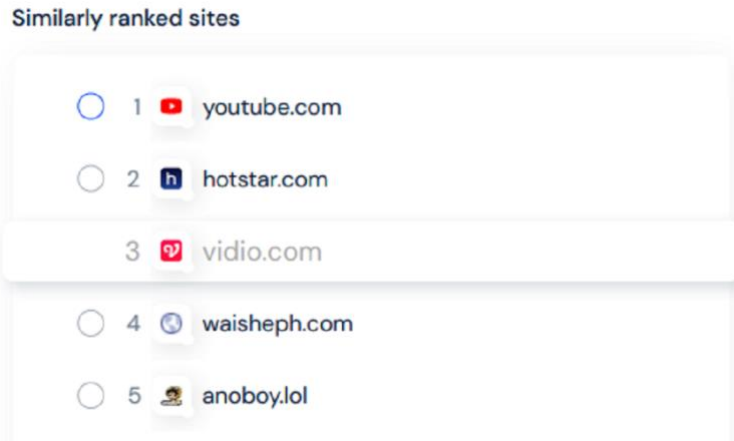 Similarly ranked sites
1 youtube.com
2 h hotstar.com
3 vidio.com
4 waisheph.com
5 anoboy.lol